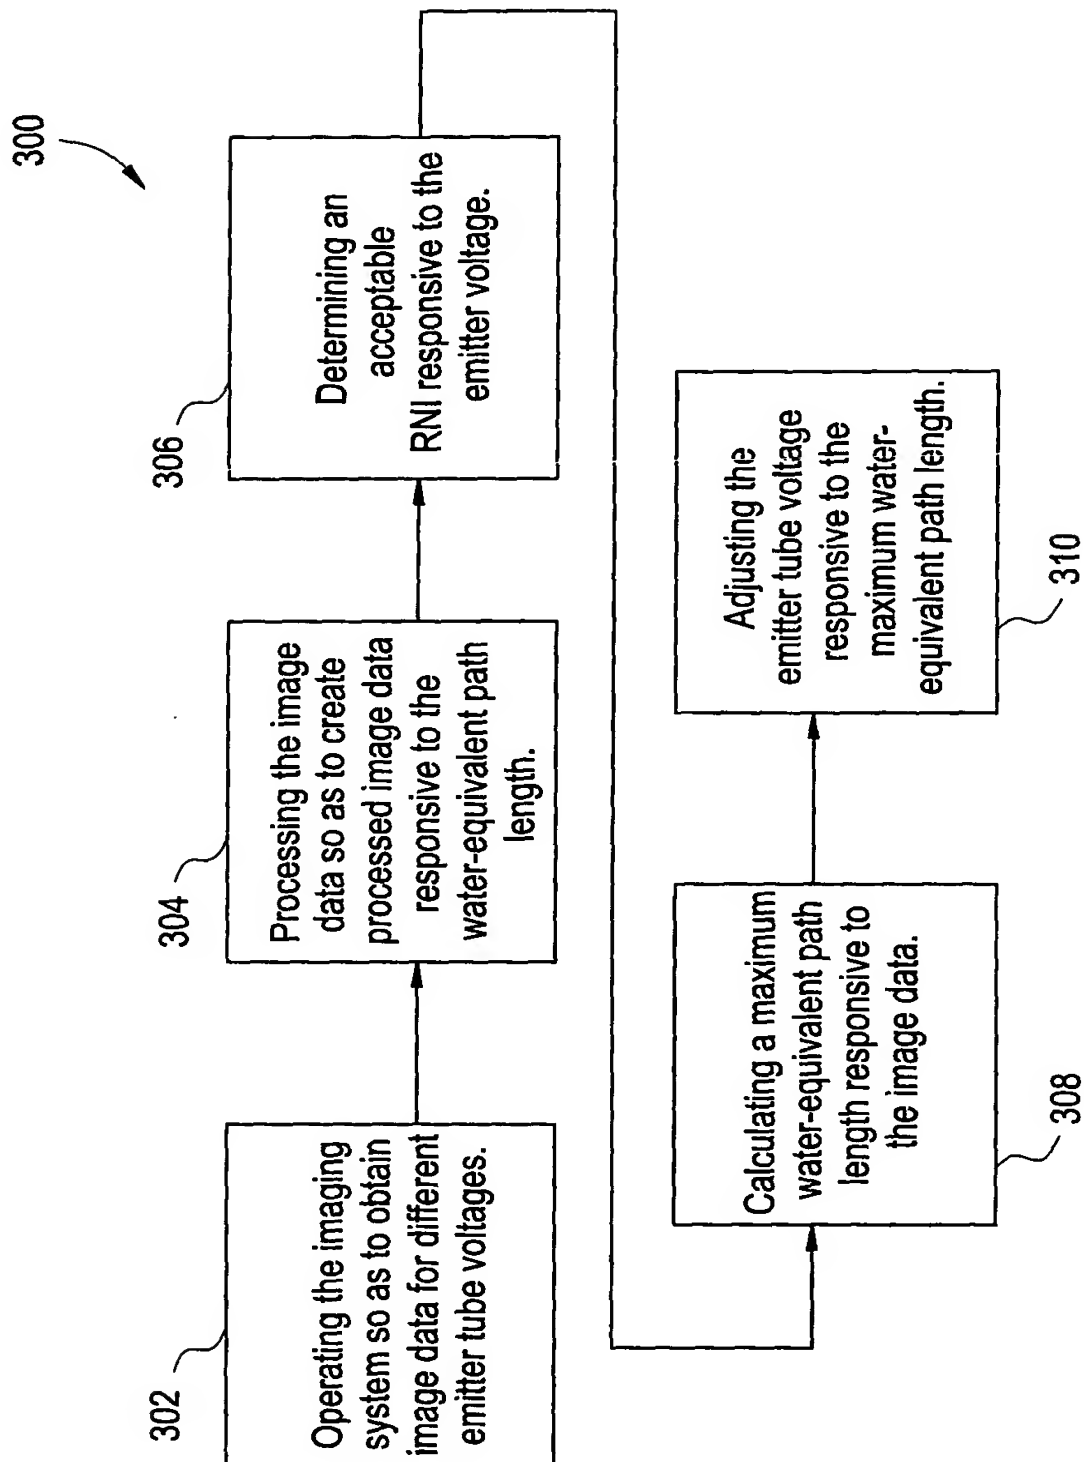 300
302
Operating the imaging
system so as to obtain
image data for different
emitter tube voltages.
304
Processing the image
data so as to create
processed image data
responsive to the
water-equivalent path
length.
306
Determining an
acceptable
RNI responsive to the
emitter voltage.
Calculating a maximum
water-equivalent path
length responsive to
the image data.
308
Adjusting the
emitter tube voltage
responsive to the
maximum water-
equivalent path length.
310